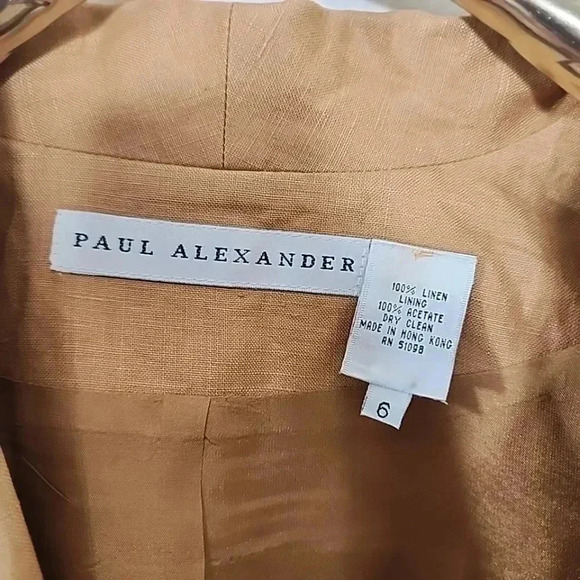 PAUL ALEXANDER
100% LINEN
LINING
100% ACETATE
DRY CLEAN
MADE IN HONG KONG
RN 51098
6